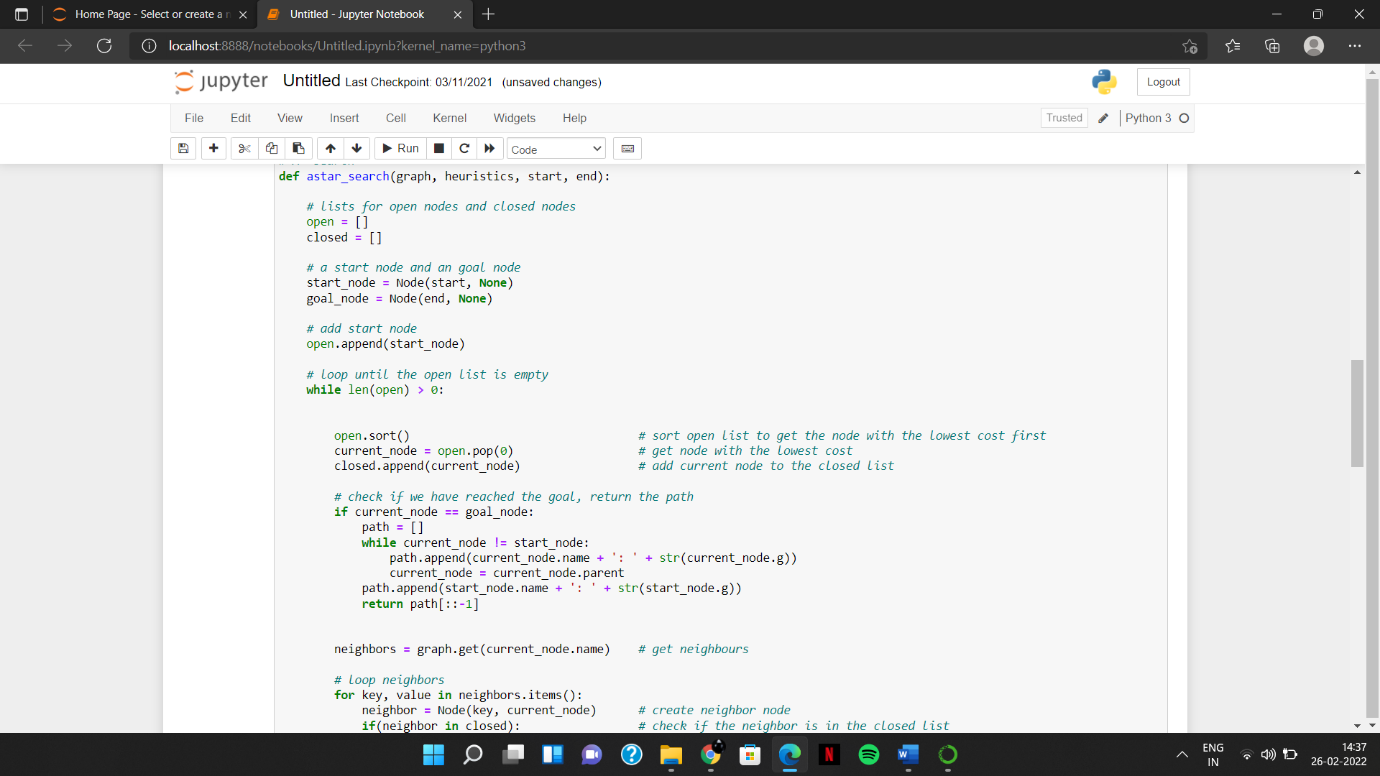 Home Page - Select or create a n
Untitled - Jupyter Notebook
localhost:8888/notebooks/Untitled.ipynb?kernel_name=python3
jupyter Untitled Last Checkpoint: 03/11/2021 (unsaved changes)
Logout
File Edit View Insert Cell Kernel Widgets Help
Trusted
Python 3
Run
Code
def astar_search(graph, heuristics, start, end):
# lists for open nodes and closed nodes
open = []
closed = []
# a start node and an goal node
start_node = Node(start, None)
goal_node = Node(end, None)
# add start node
open.append(start_node)
# loop until the open list is empty
while len(open) > 0:
open.sort() # sort open list to get the node with the lowest cost first
current_node = open.pop(0) # get node with the lowest cost
closed.append(current_node) # add current node to the closed list
# check if we have reached the goal, return the path
if current_node == goal_node:
path = []
while current_node != start_node:
path.append(current_node.name + ': ' + str(current_node.g))
current_node = current_node.parent
path.append(start_node.name + ': ' + str(start_node.g))
return path[::-1]
neighbors = graph.get(current_node.name) # get neighbours
# loop neighbors
for key, value in neighbors.items():
neighbor = Node(key, current_node) # create neighbor node
if(neighbor in closed): # check if the neighbor is in the closed list
ENG
IN
14:37
26-02-2022